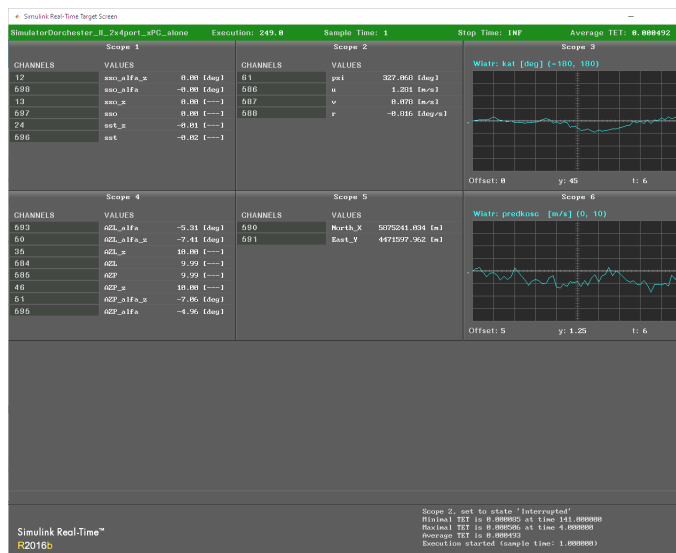 Simulink Real-Time Target Screen
SimulatorDorchester_II_2x4port_xPC_alone Execution: 249.0 Sample Time: 1 Stop Time: INF Average TET: 0.000492
Scope 1
CHANNELS VALUES
12 sso_alfa_z 0.00 [deg]
598 sso_alfa -0.00 [deg]
13 sso_z 0.00 [---]
597 sso 0.00 [---]
24 sst_z -0.01 [---]
596 sst -0.02 [---]
Scope 2
CHANNELS VALUES
61 psi 327.068 [deg]
586 u 1.281 [m/s]
587 v 0.078 [m/s]
588 r -0.816 [deg/s]
Scope 3
Wiatr: kat [deg] (-180, 180)
Offset: 0 y: 45 t: 6
Scope 4
CHANNELS VALUES
593 AZL_alfa -5.31 [deg]
50 AZL_alfa_z -7.41 [deg]
35 AZL_z 10.00 [---]
584 AZL 9.99 [---]
585 AZP 9.99 [---]
46 AZP_z 10.00 [---]
51 AZP_alfa_z -7.06 [deg]
595 AZP_alfa -4.96 [deg]
Scope 5
CHANNELS VALUES
590 North_X 5875241.034 [m]
591 East_Y 4471597.962 [m]
Scope 6
Wiatr: predkosc [m/s] (0, 10)
Offset: 5 y: 1.25 t: 6
Scope 2, set to state 'Interrupted'
Minimal TET is 0.000085 at time 141.000000
Maximal TET is 0.000506 at time 4.000000
Average TET is 0.000493
Execution started (sample time: 1.000000)
Simulink Real-Time™
R2016b